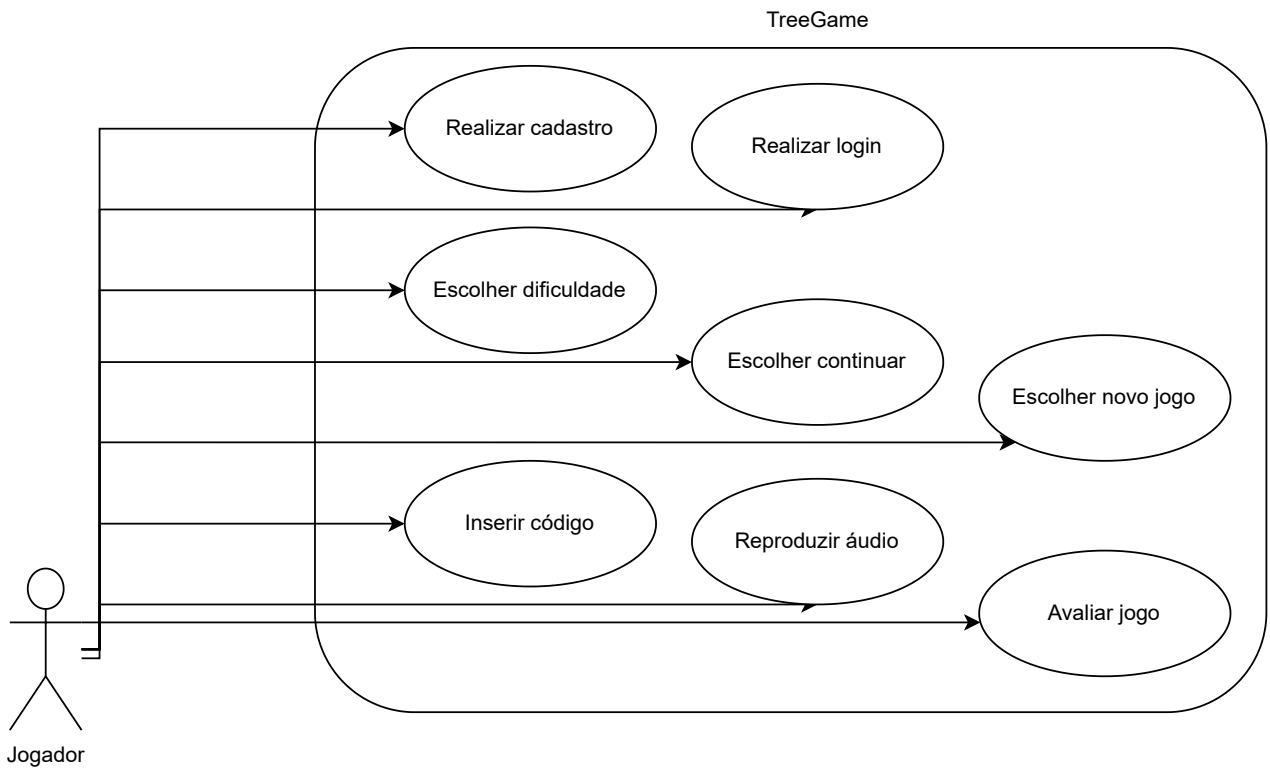 TreeGame
Realizar cadastro
Realizar login
Escolher dificuldade
Escolher continuar
Escolher novo jogo
Inserir código
Reproduzir áudio
Avaliar jogo
Jogador